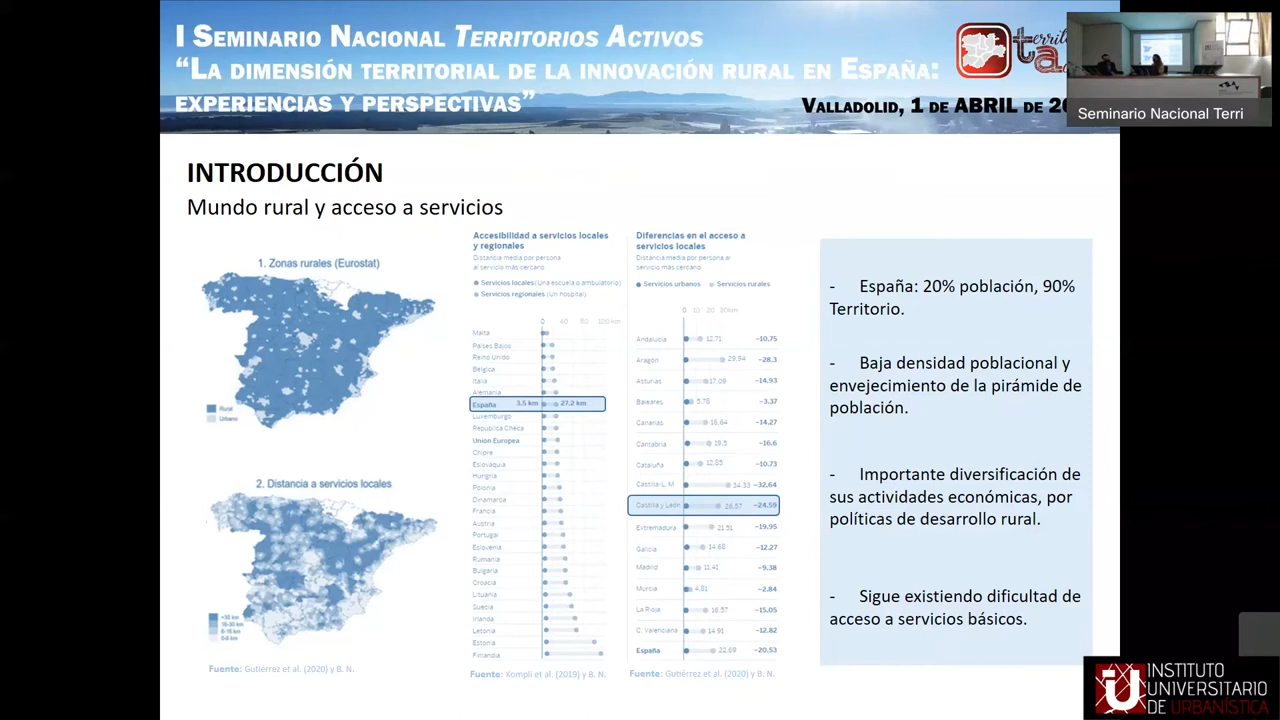 I SEMINARIO NACIONAL TERRITORIOS ACTIVOS
“LA DIMENSIÓN TERRITORIAL DE LA INNOVACIÓN RURAL EN ESPAÑA:
EXPERIENCIAS Y PERSPECTIVAS”
VALLADOLID, 1 DE ABRIL DE
Seminario Nacional Terri
INTRODUCCIÓN
Mundo rural y acceso a servicios
1. Zonas rurales (Eurostat)
Rural
Urbano
2. Distancia a servicios locales
Fuente: Gutiérrez et al. (2020) y B. N.
Accesibilidad a servicios locales
y regionales
Distancia media por persona
al servicio más cercano
Servicios locales (Una escuela o ambulatorio)
Servicios regionales (Un hospital)
0 40 80 120 km
Malta
Países Bajos
Reino Unido
Bélgica
Italia
Alemania
España 3.5 km 27.2 km
Luxemburgo
República Checa
Unión Europea
Chipre
Eslovaquia
Hungría
Polonia
Dinamarca
Francia
Austria
Portugal
Eslovenia
Rumanía
Bulgaria
Croacia
Lituania
Suecia
Irlanda
Letonia
Estonia
Finlandia
Fuente: Kompil et al. (2019) y B. N.
Diferencias en el acceso a
servicios locales
Distancia media por persona al
servicio más cercano
Servicios urbanos Servicios rurales
0 10 20 30km
Andalucía 12.71 −10.75
Aragón 29.94 −28.3
Asturias 17.09 −14.93
Baleares 5.78 −3.37
Canarias 16.64 −14.27
Cantabria 19.5 −16.6
Cataluña 12.85 −10.73
Castilla-L. M 34.33 −32.64
Castilla y León 26.57 −24.59
Extremadura 21.51 −19.95
Galicia 14.68 −12.27
Madrid 11.41 −9.38
Murcia 4.81 −2.84
La Rioja 16.57 −15.05
C. Valenciana 14.91 −12.82
España 22.69 −20.53
Fuente: Gutiérrez et al. (2020) y B. N.
- España: 20% población, 90%
Territorio.
- Baja densidad poblacional y
envejecimiento de la pirámide de
población.
- Importante diversificación de
sus actividades económicas, por
políticas de desarrollo rural.
- Sigue existiendo dificultad de
acceso a servicios básicos.
INSTITUTO
UNIVERSITARIO
DE URBANÍSTICA